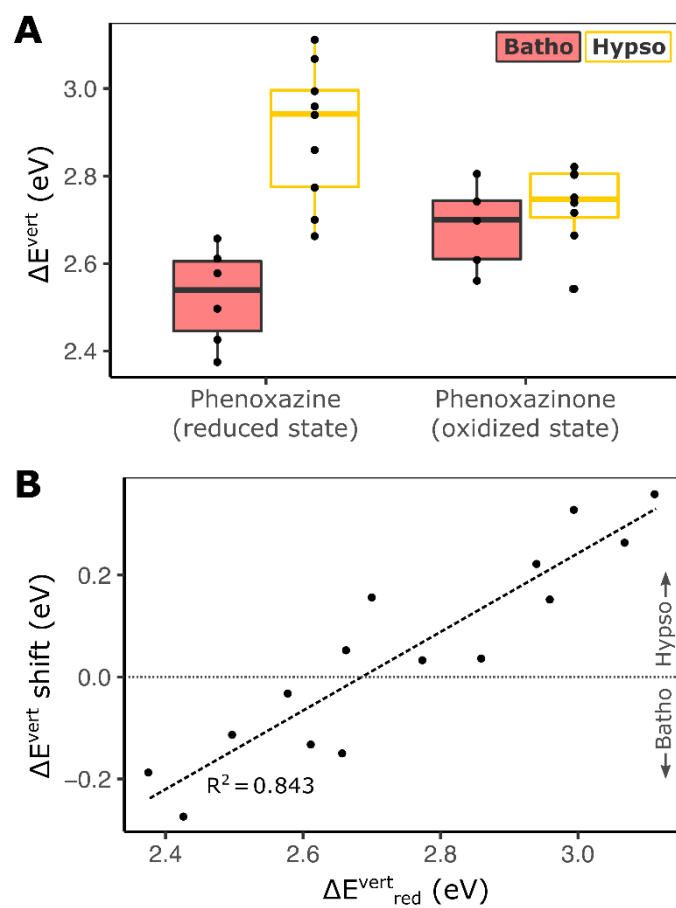 A
Batho Hypso
ΔE^vert (eV)
3.0
2.8
2.6
2.4
Phenoxazine Phenoxazinone
(reduced state) (oxidized state)
B
ΔE^vert shift (eV)
0.2
0.0
−0.2
←Batho Hypso→
R² = 0.843
2.4 2.6 2.8 3.0
ΔE^vert_red (eV)